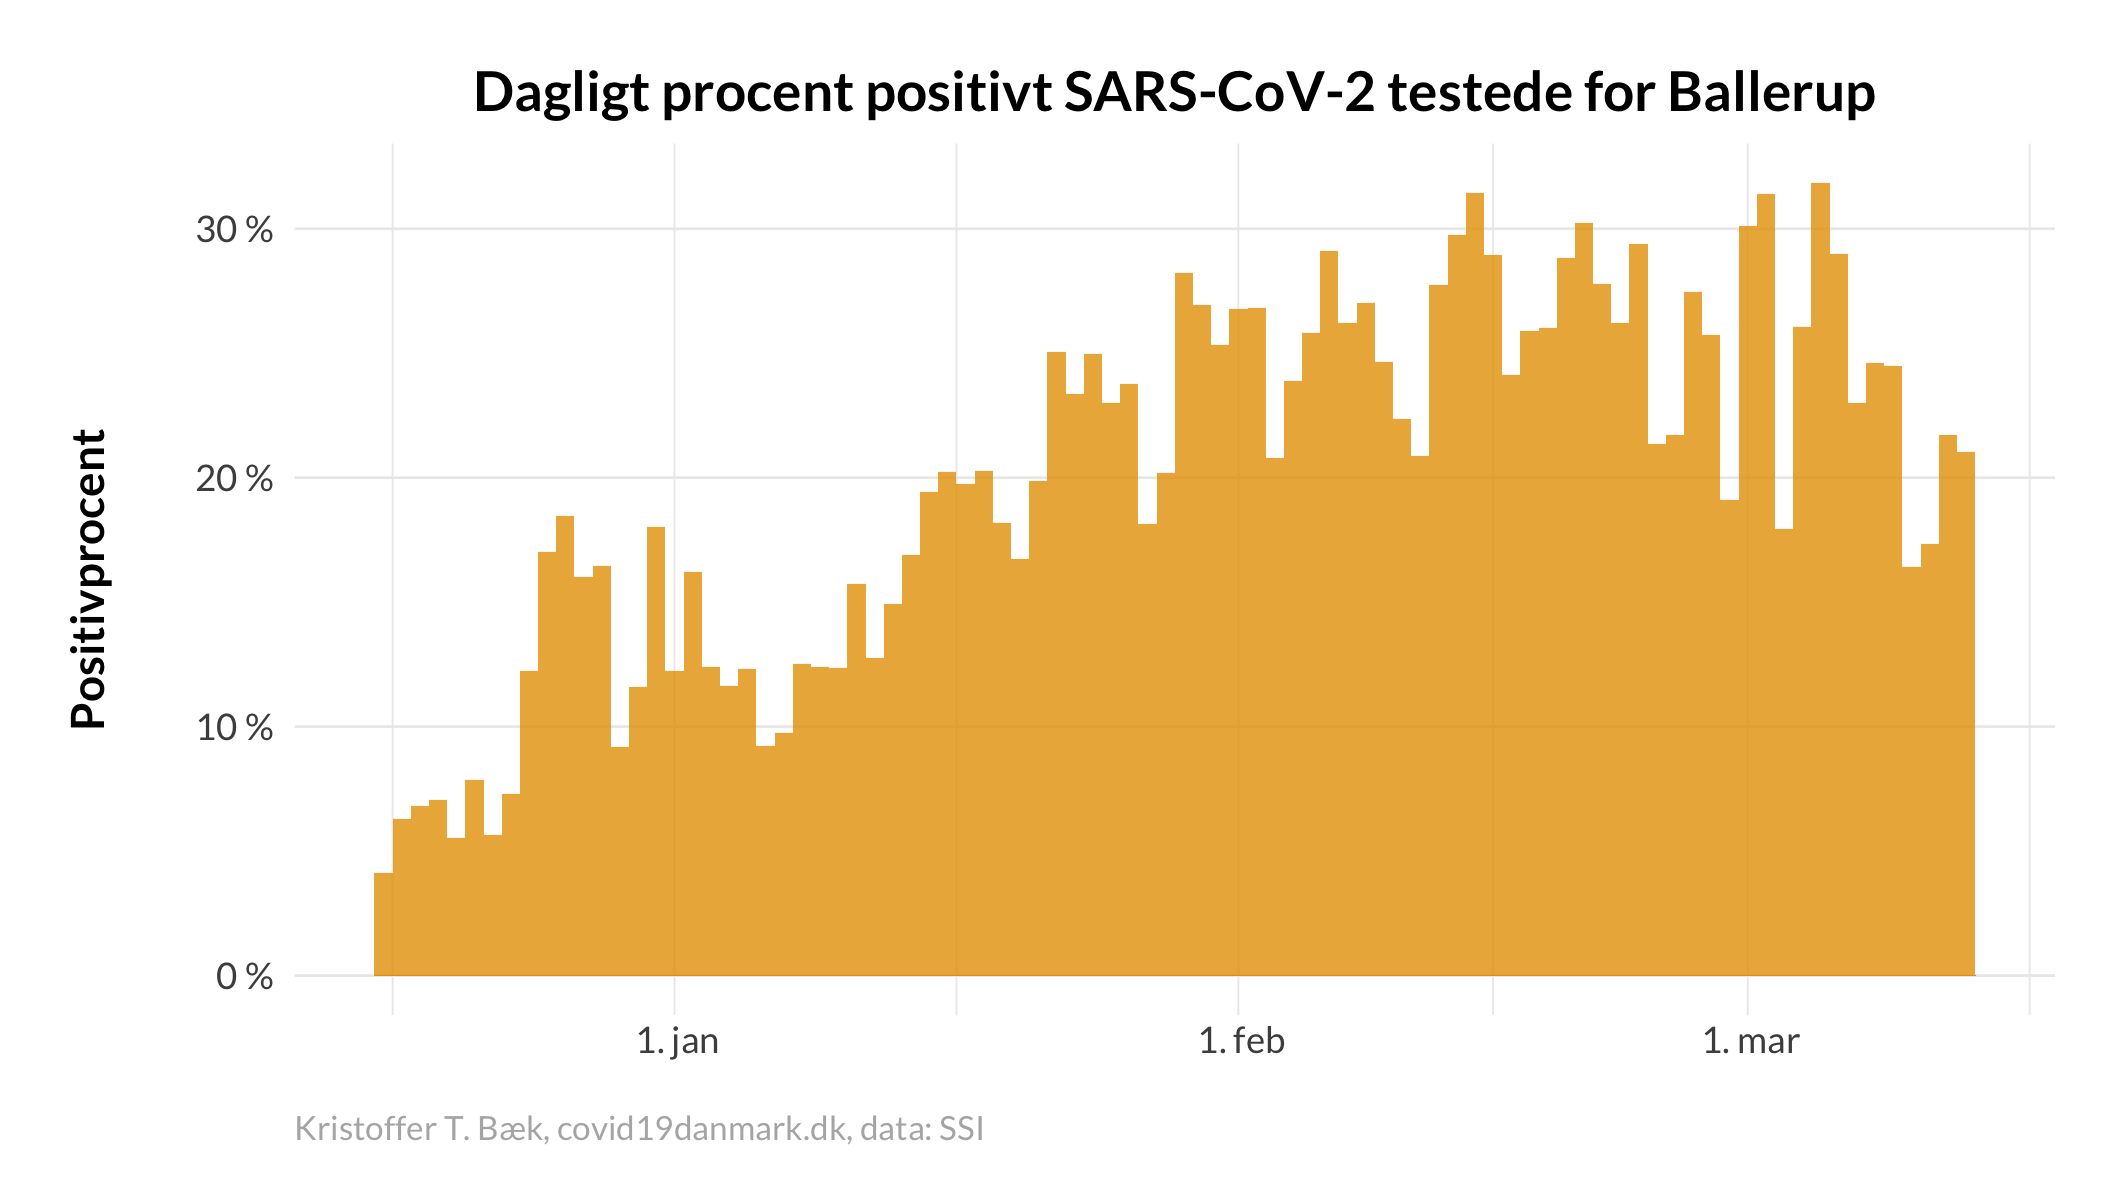 Dagligt procent positivt SARS-CoV-2 testede for Ballerup
Positivprocent
30 %
20 %
10 %
0 %
1. jan
1. feb
1. mar
Kristoffer T. Bæk, covid19danmark.dk, data: SSI